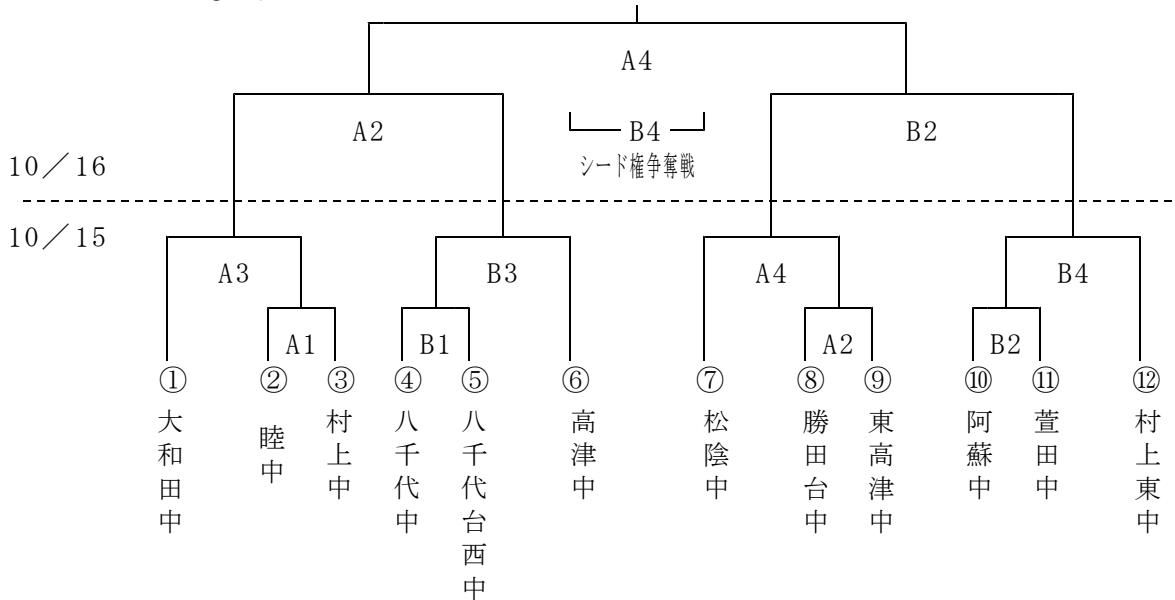 A4
A2
B4
B2
シード権争奪戦
10/16
10/15
A3
B3
A4
B4
A1
B1
A2
B2
①
②
③
④
⑤
⑥
⑦
⑧
⑨
⑩
⑪
⑫
大和田中
睦中
村上中
八千代中
八千代台西中
高津中
松陰中
勝田台中
東高津中
阿蘇中
萱田中
村上東中